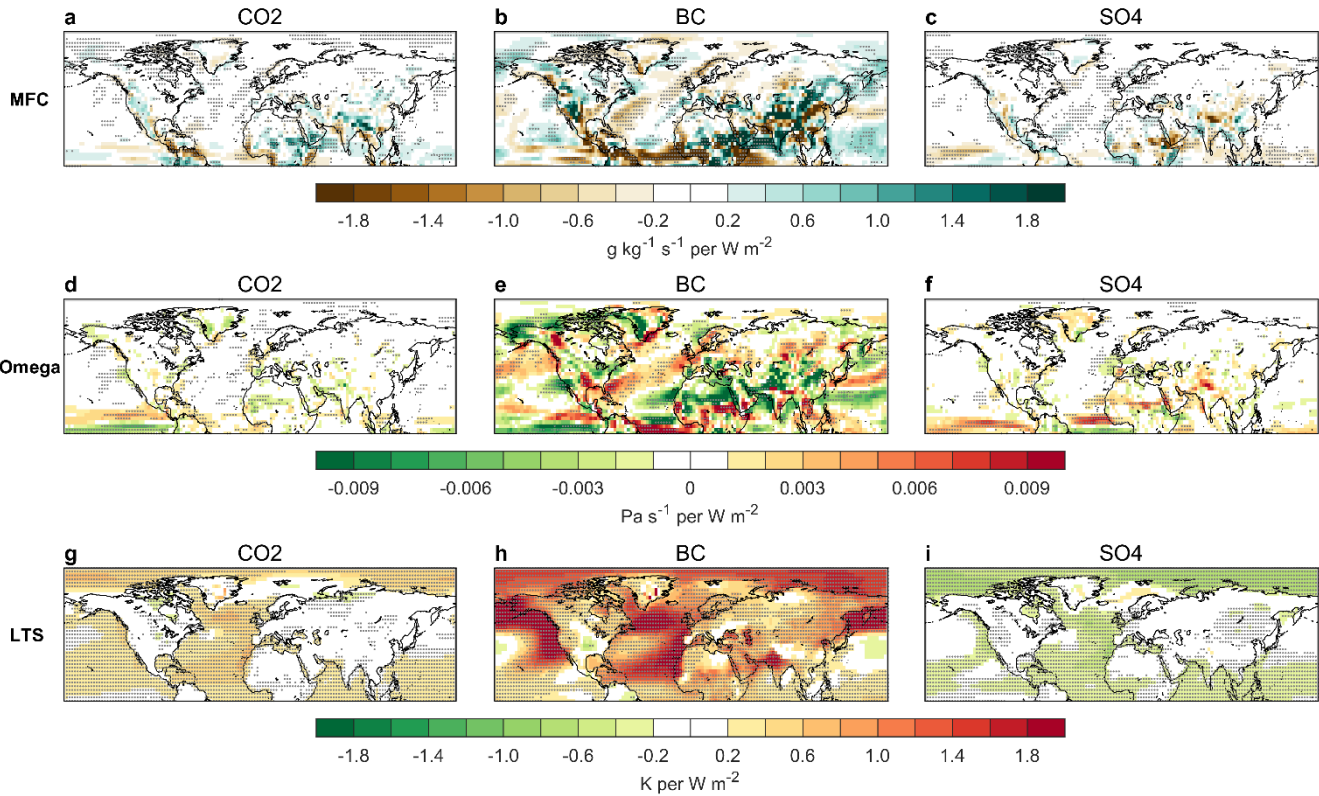 a CO2 b BC c SO4
MFC
-1.8 -1.4 -1.0 -0.6 -0.2 0.2 0.6 1.0 1.4 1.8
g kg⁻¹ s⁻¹ per W m⁻²
d CO2 e BC f SO4
Omega
-0.009 -0.006 -0.003 0 0.003 0.006 0.009
Pa s⁻¹ per W m⁻²
g CO2 h BC i SO4
LTS
-1.8 -1.4 -1.0 -0.6 -0.2 0.2 0.6 1.0 1.4 1.8
K per W m⁻²